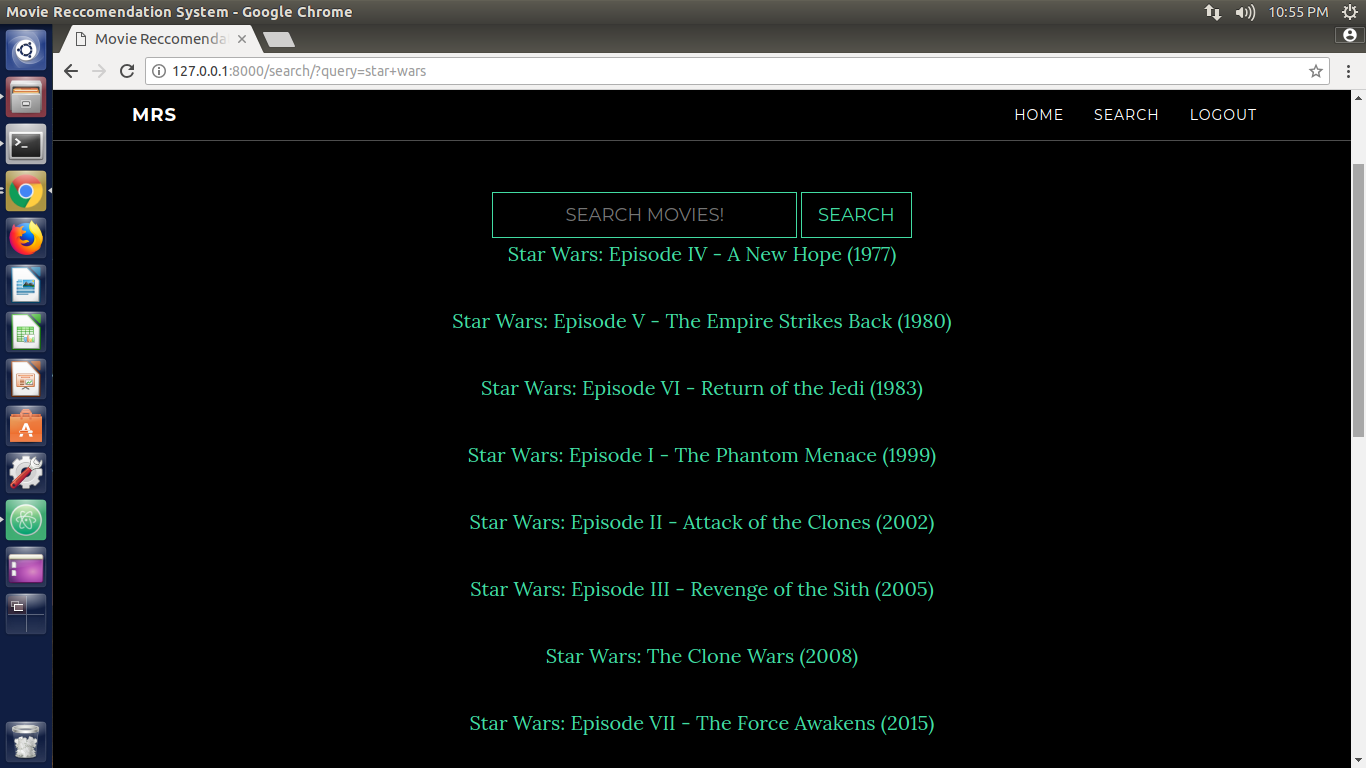 Movie Reccomendation System - Google Chrome
10:55 PM
Movie Reccomenda
127.0.0.1:8000/search/?query=star+wars
MRS
HOME
SEARCH
LOGOUT
SEARCH MOVIES!
SEARCH
Star Wars: Episode IV - A New Hope (1977)
Star Wars: Episode V - The Empire Strikes Back (1980)
Star Wars: Episode VI - Return of the Jedi (1983)
Star Wars: Episode I - The Phantom Menace (1999)
Star Wars: Episode II - Attack of the Clones (2002)
Star Wars: Episode III - Revenge of the Sith (2005)
Star Wars: The Clone Wars (2008)
Star Wars: Episode VII - The Force Awakens (2015)